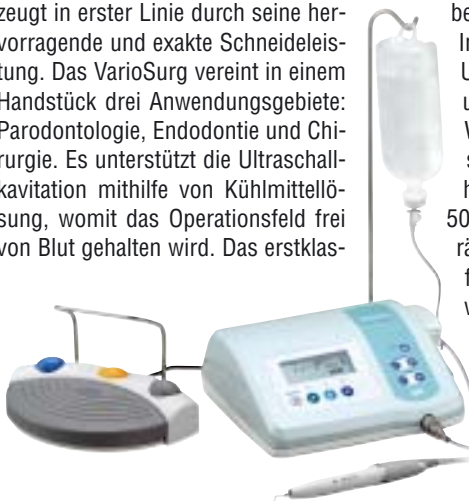 zeugt in erster Linie durch seine her-
vorragende und exakte Schneideleis-
tung. Das VarioSurg vereint in einem
Handstück drei Anwendungsgebiete:
Parodontologie, Endodontie und Chi-
rurgie. Es unterstützt die Ultraschall-
kavitation mithilfe von Kühlmittellö-
sung, womit das Operationsfeld frei
von Blut gehalten wird. Das erstklas-
be
In
U
u
V
s
h
50
rä
f
w